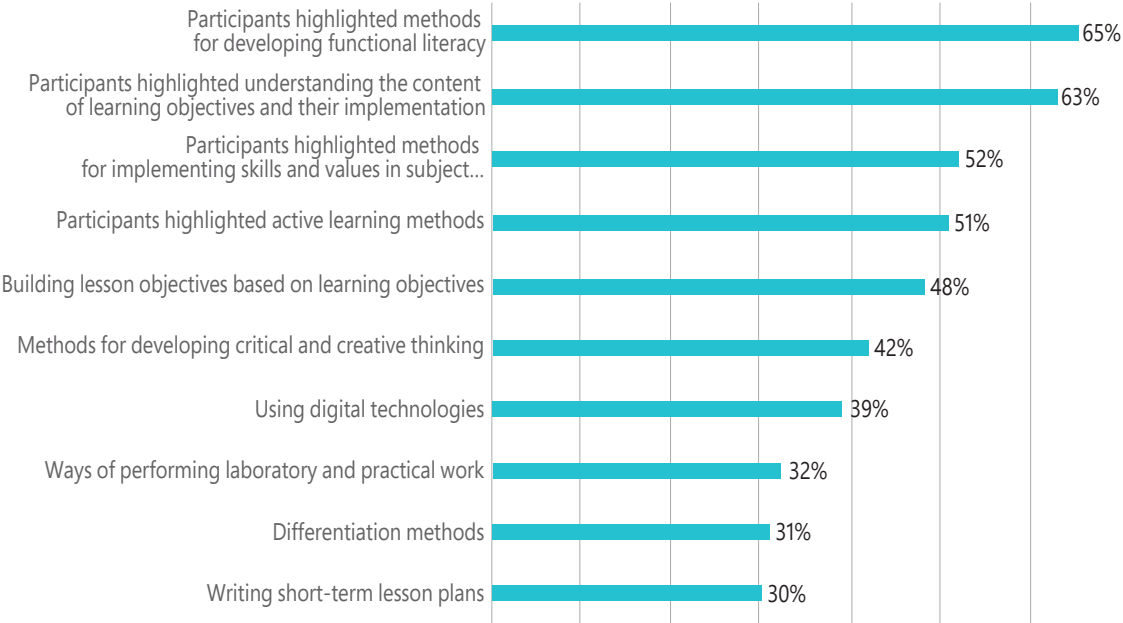 Participants highlighted methods
for developing functional literacy
65%
Participants highlighted understanding the content
of learning objectives and their implementation
63%
Participants highlighted methods
for implementing skills and values in subject...
52%
Participants highlighted active learning methods
51%
Building lesson objectives based on learning objectives
48%
Methods for developing critical and creative thinking
42%
Using digital technologies
39%
Ways of performing laboratory and practical work
32%
Differentiation methods
31%
Writing short-term lesson plans
30%